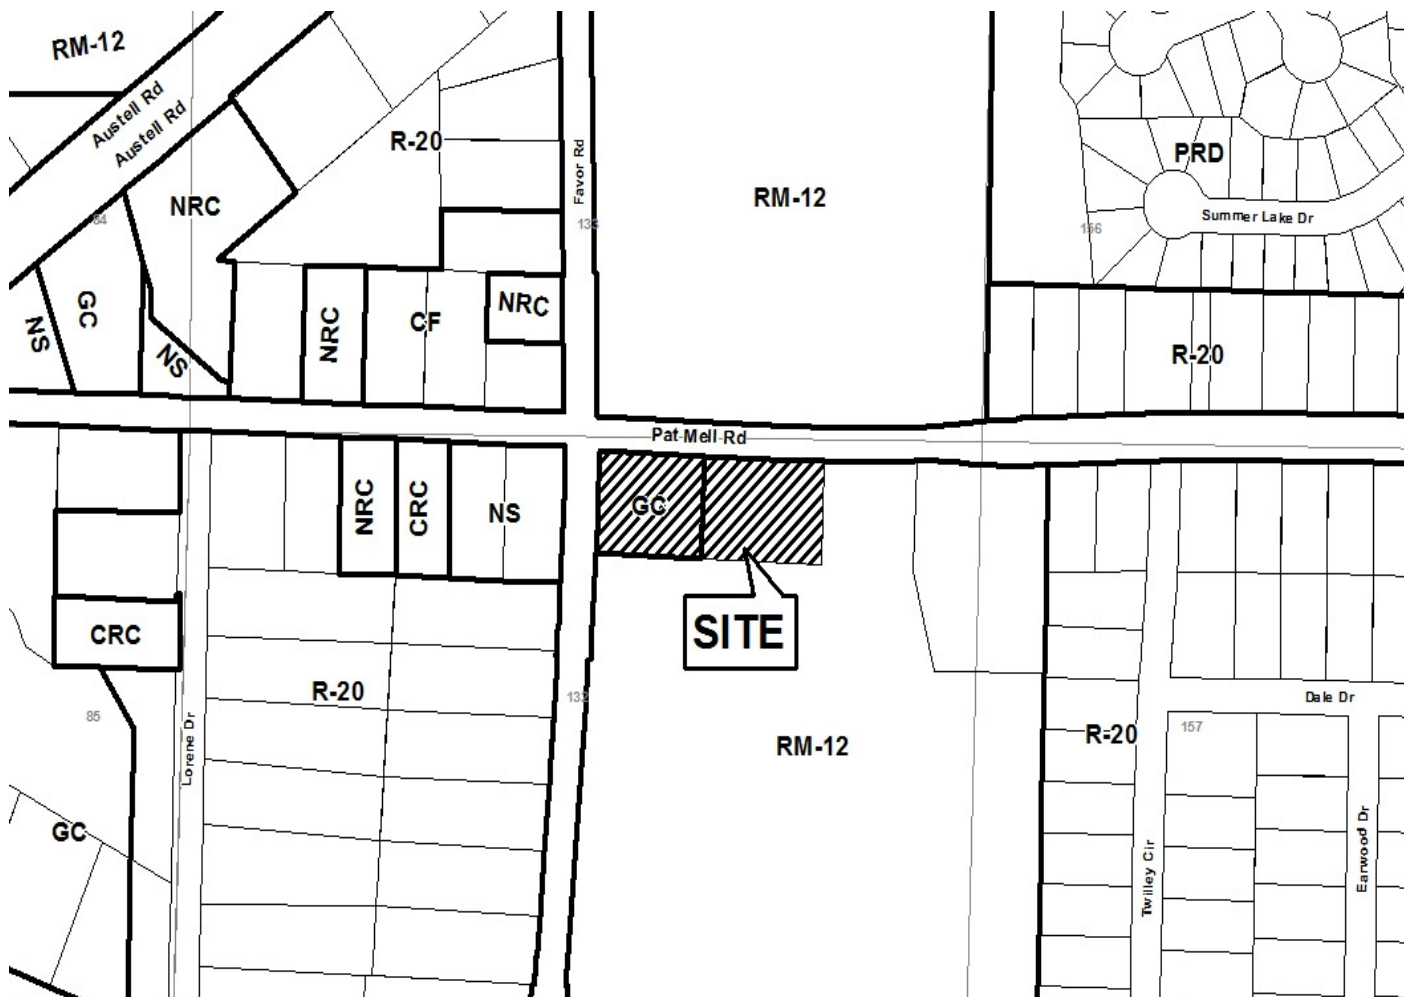 RM-12
Austell Rd
Austell Rd
R-20
Favor Rd
PRD
NRC
RM-12
84
133
156
Summer Lake Dr
GC
NS
NS
NRC
CF
NRC
R-20
Pat Mell Rd
NRC
CRC
NS
GC
SITE
CRC
R-20
132
85
Lorene Dr
RM-12
R-20
157
Dale Dr
GC
Twilley Cir
Earwood Dr